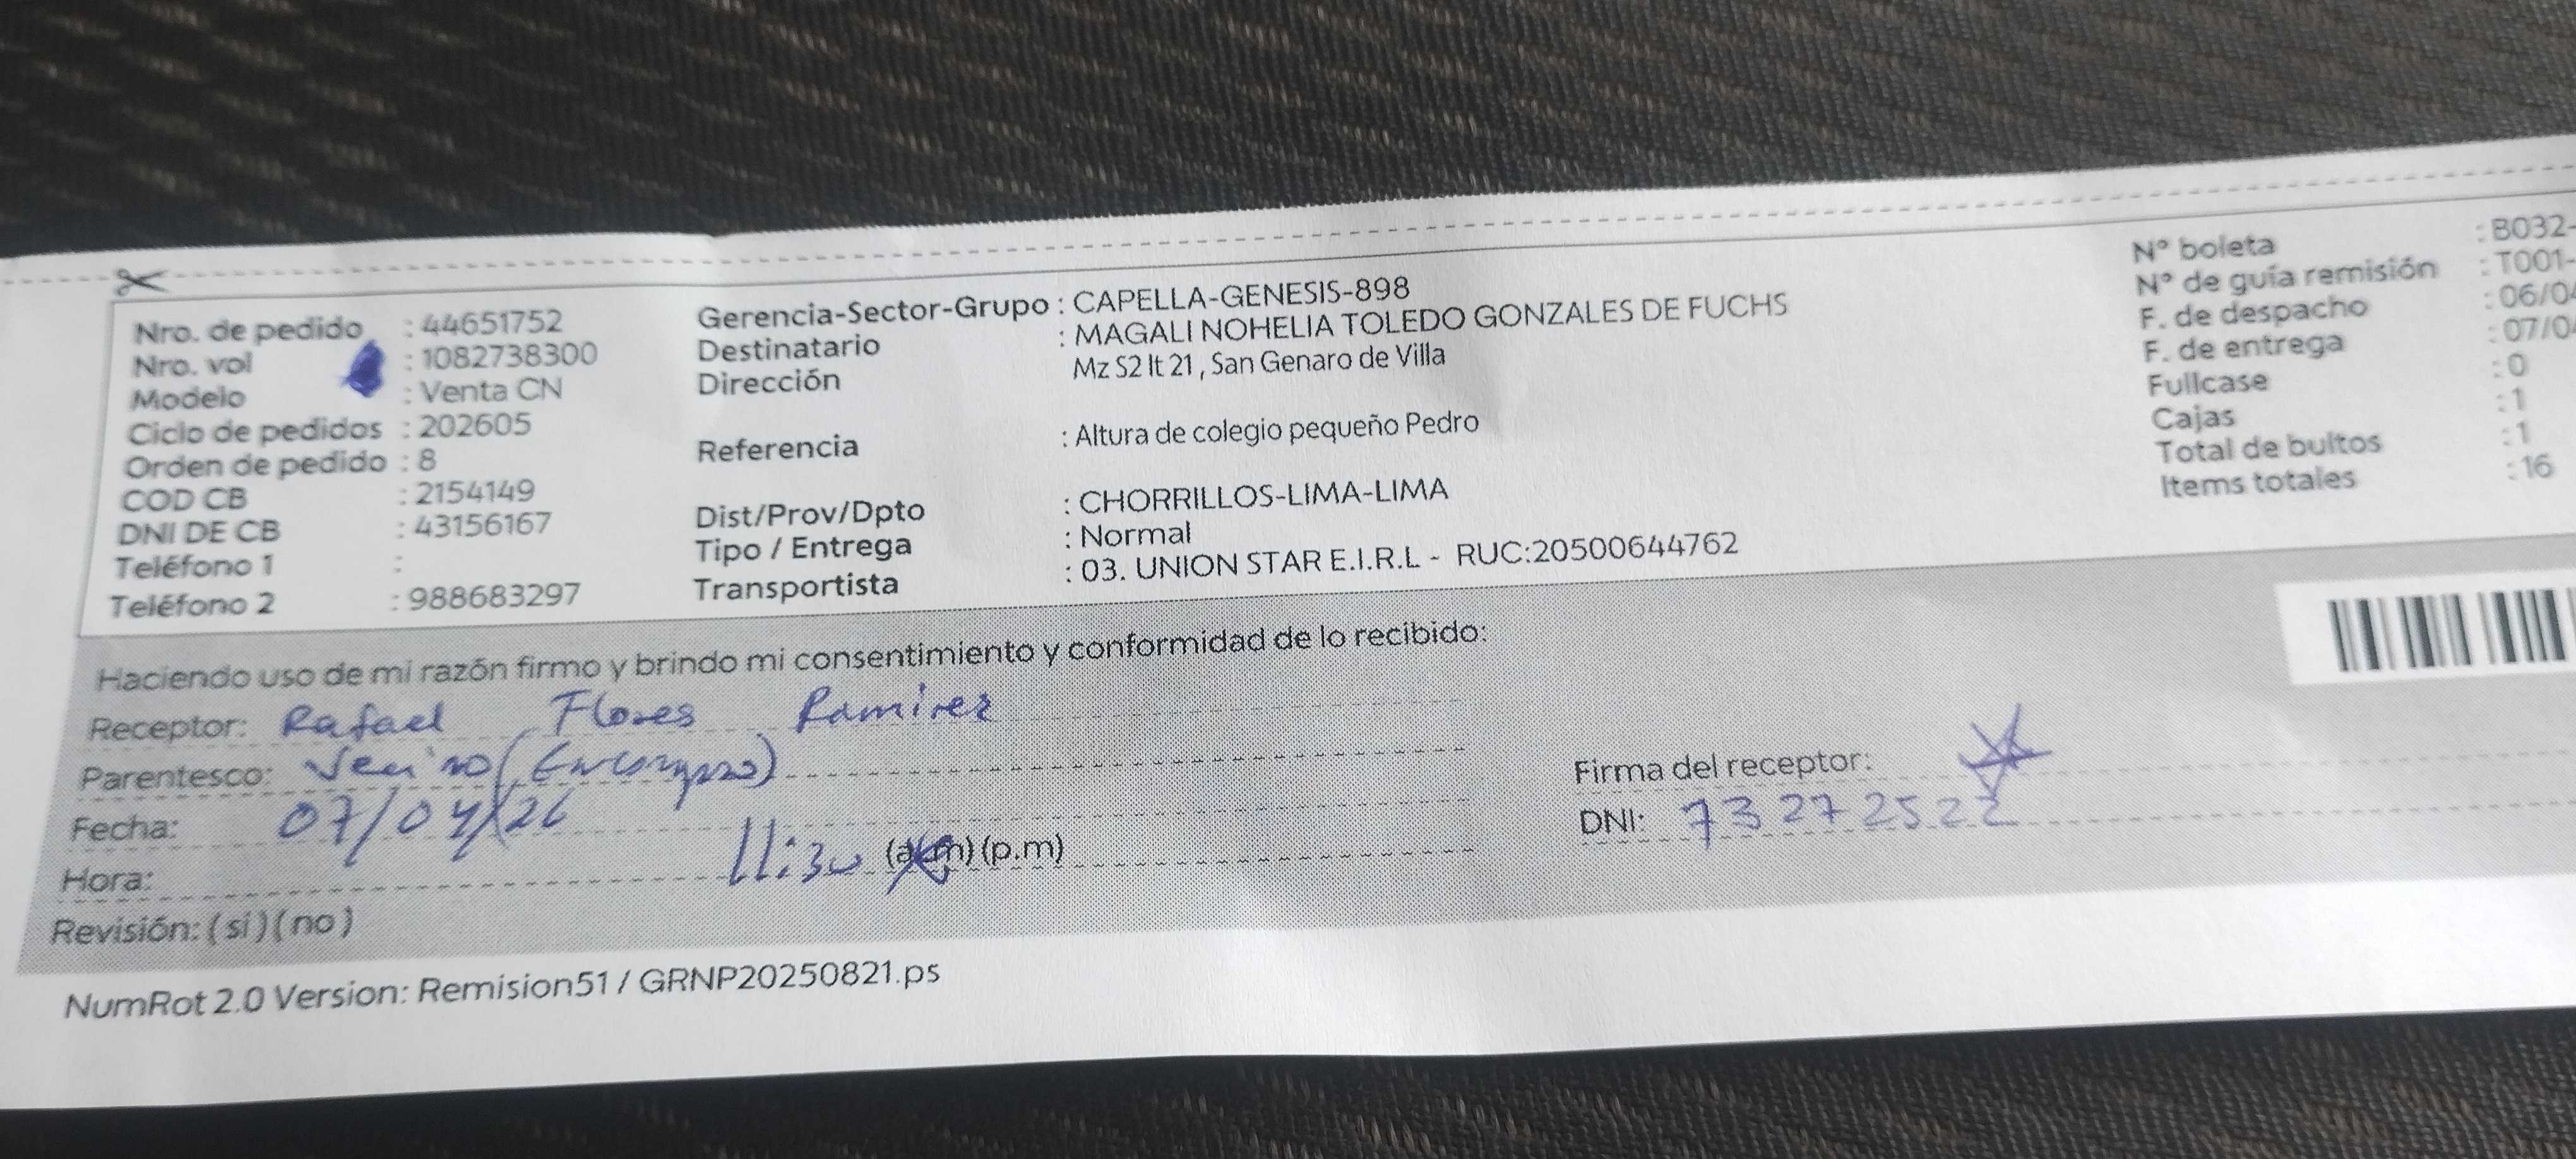 Nro. de pedido : 44651752
Nro. vol : 1082738300
Modelo : Venta CN
Ciclo de pedidos : 202605
Orden de pedido : 8
COD CB : 2154149
DNI DE CB : 43156167
Teléfono 1 :
Teléfono 2 : 988683297
Gerencia-Sector-Grupo : CAPELLA-GENESIS-898
Destinatario : MAGALI NOHELIA TOLEDO GONZALES DE FUCHS
Dirección Mz S2 lt 21 , San Genaro de Villa
Referencia : Altura de colegio pequeño Pedro
Dist/Prov/Dpto : CHORRILLOS-LIMA-LIMA
Tipo / Entrega : Normal
Transportista : 03. UNION STAR E.I.R.L - RUC:20500644762
N° boleta : B032-
N° de guía remisión : T001-
F. de despacho : 06/04
F. de entrega : 07/0
Fullcase : 0
Cajas : 1
Total de bultos : 1
Items totales : 16
Haciendo uso de mi razón firmo y brindo mi consentimiento y conformidad de lo recibido:
Receptor: Rafael Flores Ramirez
Parentesco: Vecino
Fecha: 07/04/26
Hora: 11:30 (a.m) (p.m)
Revisión: ( si ) ( no )
Firma del receptor:
DNI: 73272522
NumRot 2.0 Version: Remision51 / GRNP20250821.ps